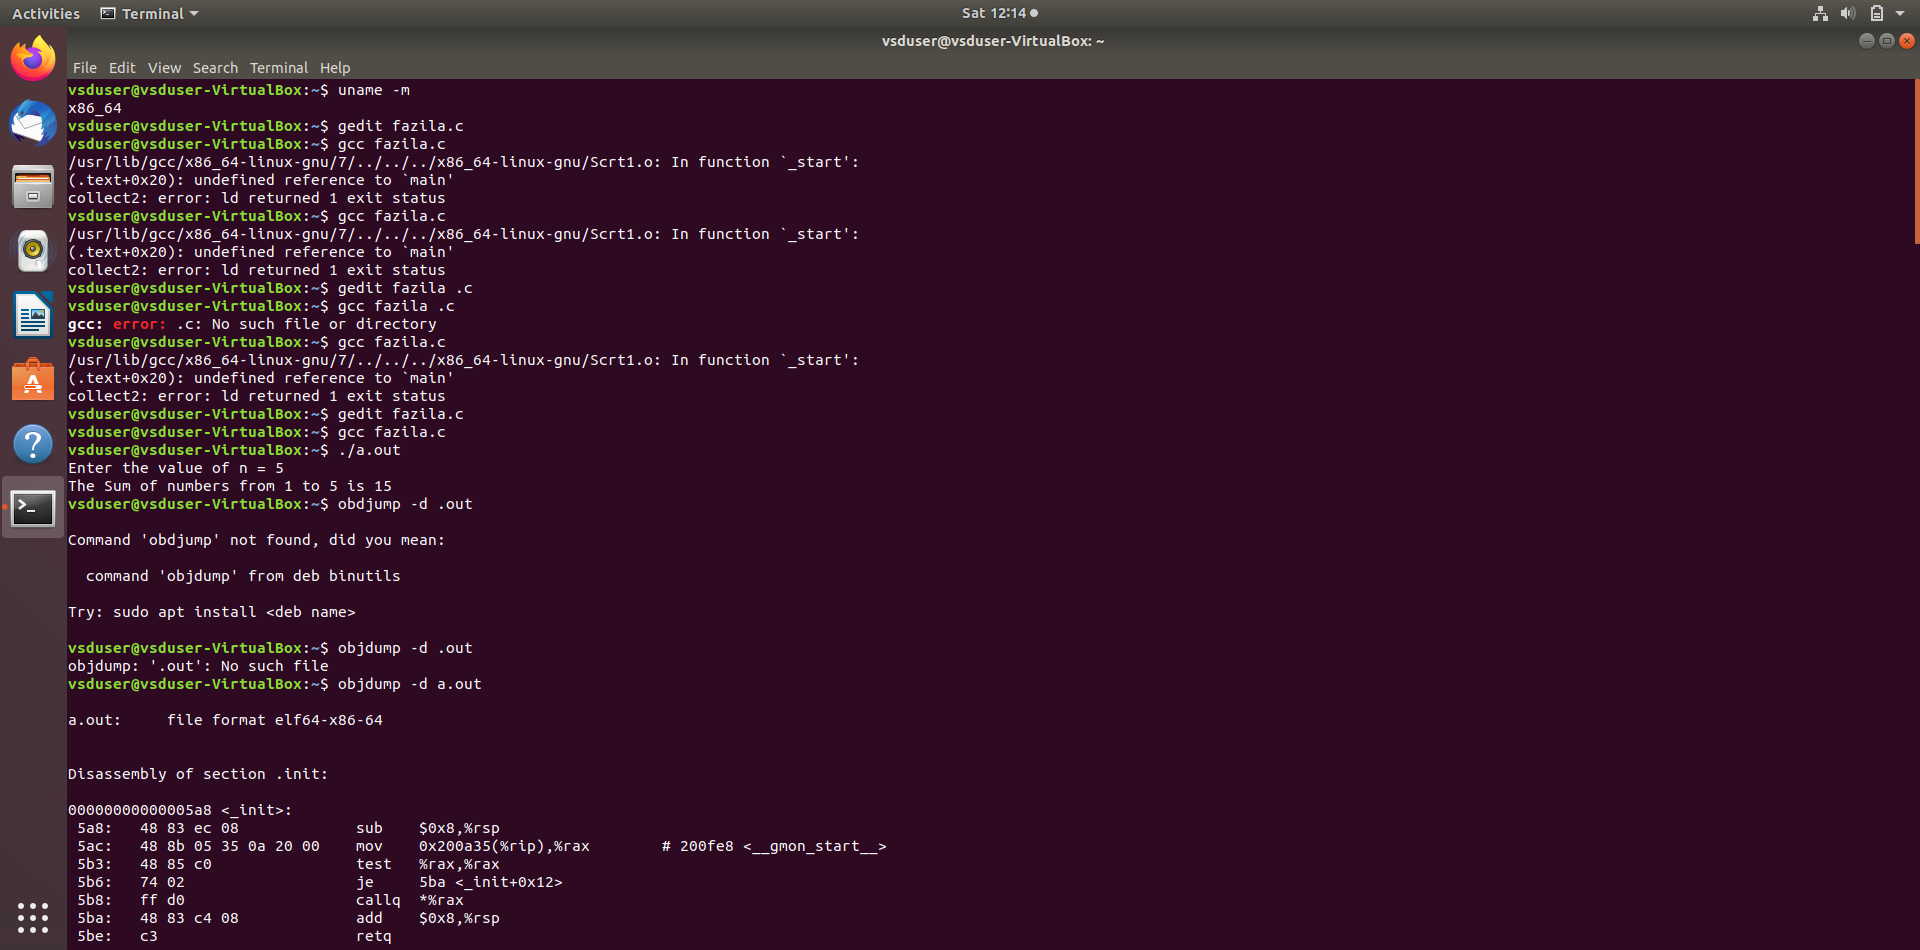 Activities Terminal Sat 12:14
vsduser@vsduser-VirtualBox: ~
File Edit View Search Terminal Help
vsduser@vsduser-VirtualBox:~$ uname -m
x86_64
vsduser@vsduser-VirtualBox:~$ gedit fazila.c
vsduser@vsduser-VirtualBox:~$ gcc fazila.c
/usr/lib/gcc/x86_64-linux-gnu/7/../../../x86_64-linux-gnu/Scrt1.o: In function `_start':
(.text+0x20): undefined reference to `main'
collect2: error: ld returned 1 exit status
vsduser@vsduser-VirtualBox:~$ gcc fazila.c
/usr/lib/gcc/x86_64-linux-gnu/7/../../../x86_64-linux-gnu/Scrt1.o: In function `_start':
(.text+0x20): undefined reference to `main'
collect2: error: ld returned 1 exit status
vsduser@vsduser-VirtualBox:~$ gedit fazila .c
vsduser@vsduser-VirtualBox:~$ gcc fazila .c
gcc: error: .c: No such file or directory
vsduser@vsduser-VirtualBox:~$ gcc fazila.c
/usr/lib/gcc/x86_64-linux-gnu/7/../../../x86_64-linux-gnu/Scrt1.o: In function `_start':
(.text+0x20): undefined reference to `main'
collect2: error: ld returned 1 exit status
vsduser@vsduser-VirtualBox:~$ gedit fazila.c
vsduser@vsduser-VirtualBox:~$ gcc fazila.c
vsduser@vsduser-VirtualBox:~$ ./a.out
Enter the value of n = 5
The Sum of numbers from 1 to 5 is 15
vsduser@vsduser-VirtualBox:~$ obdjump -d .out
Command 'obdjump' not found, did you mean:
command 'objdump' from deb binutils
Try: sudo apt install <deb name>
vsduser@vsduser-VirtualBox:~$ objdump -d .out
objdump: '.out': No such file
vsduser@vsduser-VirtualBox:~$ objdump -d a.out
a.out:     file format elf64-x86-64
Disassembly of section .init:
00000000000005a8 <_init>:
5a8:   48 83 ec 08             sub    $0x8,%rsp
5ac:   48 8b 05 35 0a 20 00    mov    0x200a35(%rip),%rax        # 200fe8 <__gmon_start__>
5b3:   48 85 c0                test   %rax,%rax
5b6:   74 02                   je     5ba <_init+0x12>
5b8:   ff d0                   callq  *%rax
5ba:   48 83 c4 08             add    $0x8,%rsp
5be:   c3                      retq